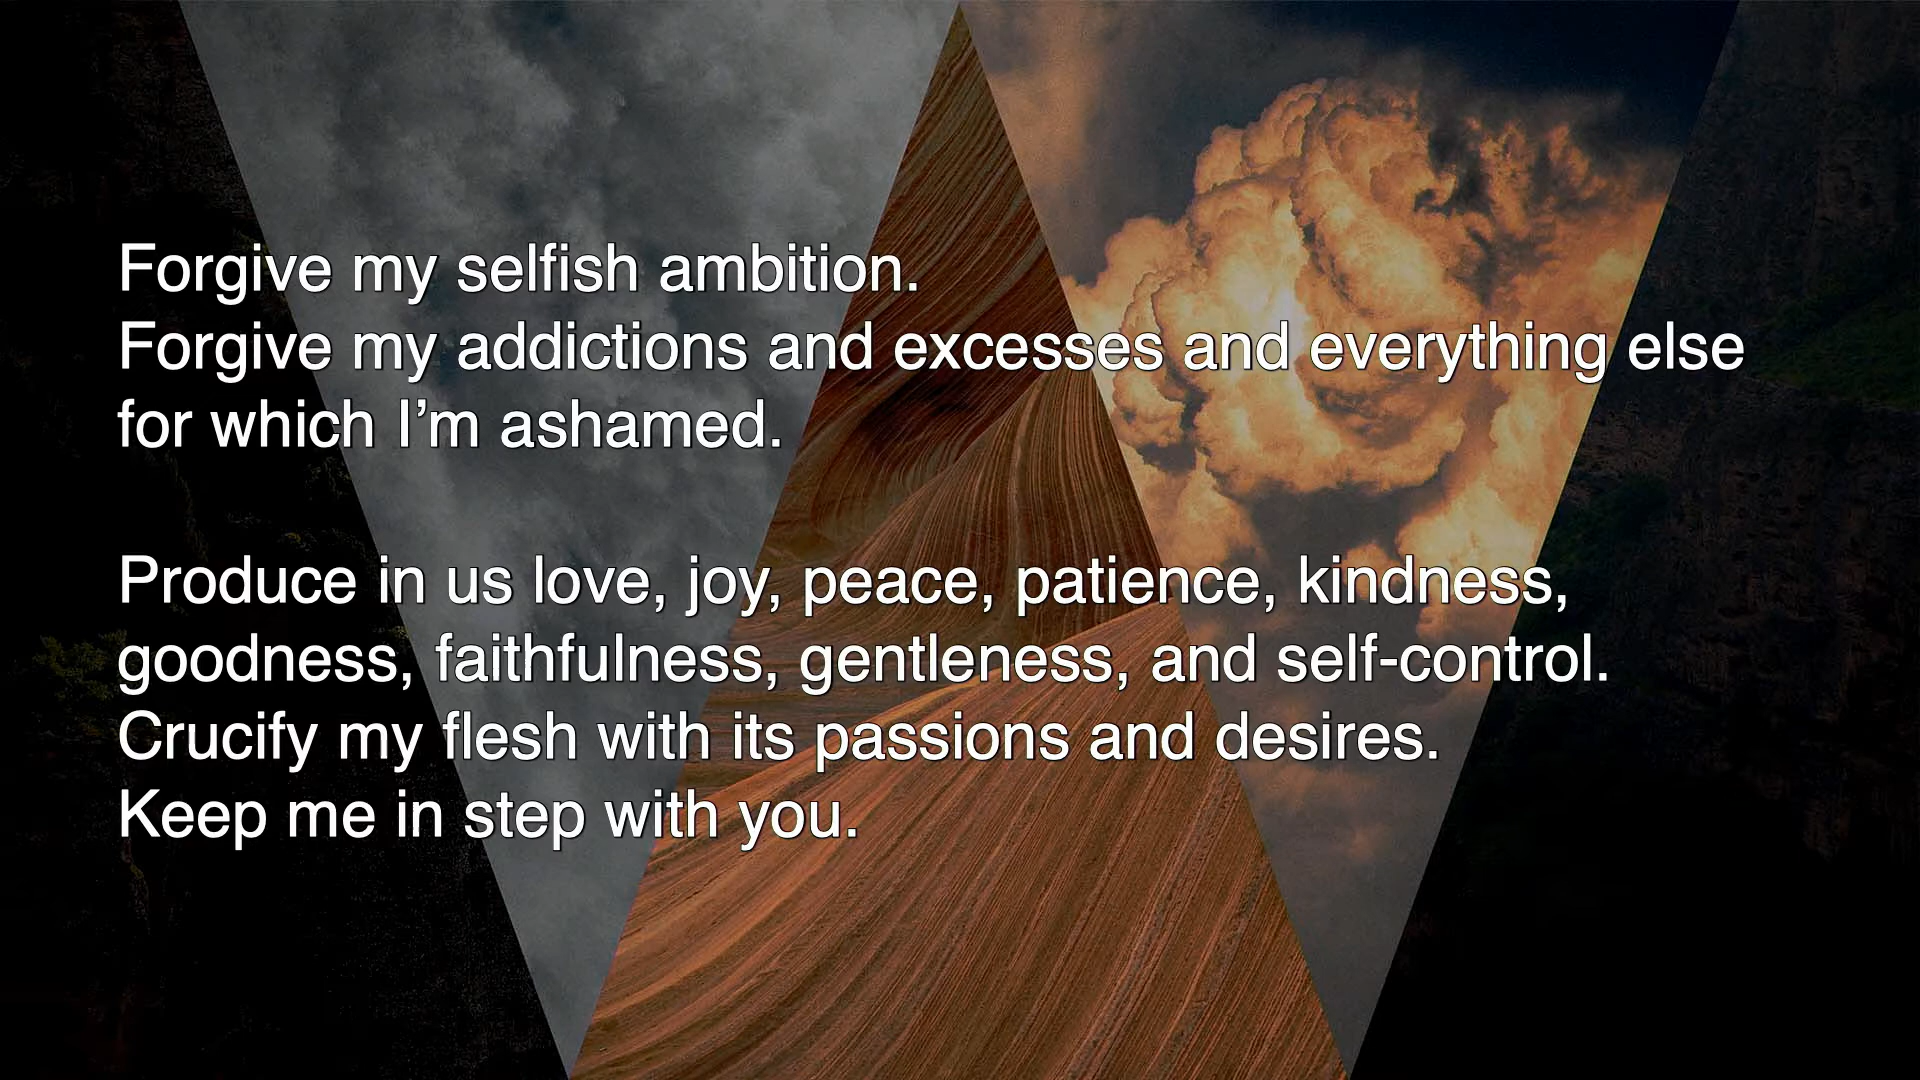 Forgive my selfish ambition.
Forgive my addictions and excesses and everything else
for which I’m ashamed.
Produce in us love, joy, peace, patience, kindness,
goodness, faithfulness, gentleness, and self-control.
Crucify my flesh with its passions and desires.
Keep me in step with you.